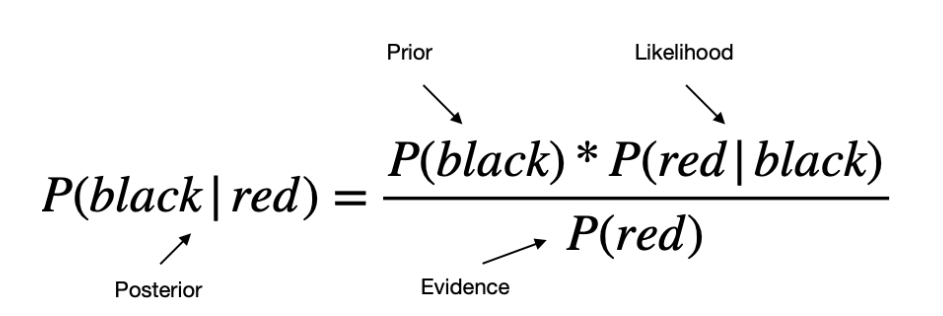 Prior
Likelihood
P(black) * P(red|black)
P(black|red) =
P(red)
Posterior
Evidence